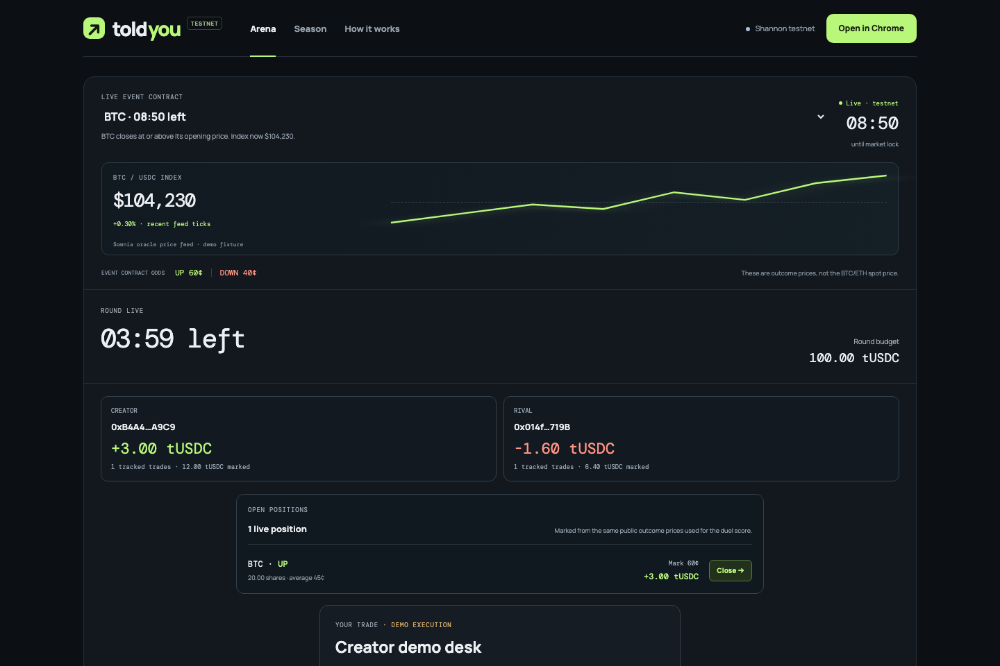 toldyou TESTNET
Arena
Season
How it works
Shannon testnet
Open in Chrome
LIVE EVENT CONTRACT
BTC · 08:50 left
BTC closes at or above its opening price. Index now $104,230.
Live · testnet
08:50
until market lock
BTC / USDC INDEX
$104,230
+0.30% · recent feed ticks
Somnia oracle price feed · demo fixture
EVENT CONTRACT ODDS UP 60¢ DOWN 40¢
These are outcome prices, not the BTC/ETH spot price.
ROUND LIVE
03:59 left
Round budget
100.00 tUSDC
CREATOR
0xB4A4…A9C9
+3.00 tUSDC
1 tracked trades · 12.00 tUSDC marked
RIVAL
0x014f…719B
-1.60 tUSDC
1 tracked trades · 6.40 tUSDC marked
OPEN POSITIONS
1 live position
Marked from the same public outcome prices used for the duel score.
BTC · UP
20.00 shares · average 45¢
Mark 60¢
+3.00 tUSDC
Close →
YOUR TRADE · DEMO EXECUTION
Creator demo desk